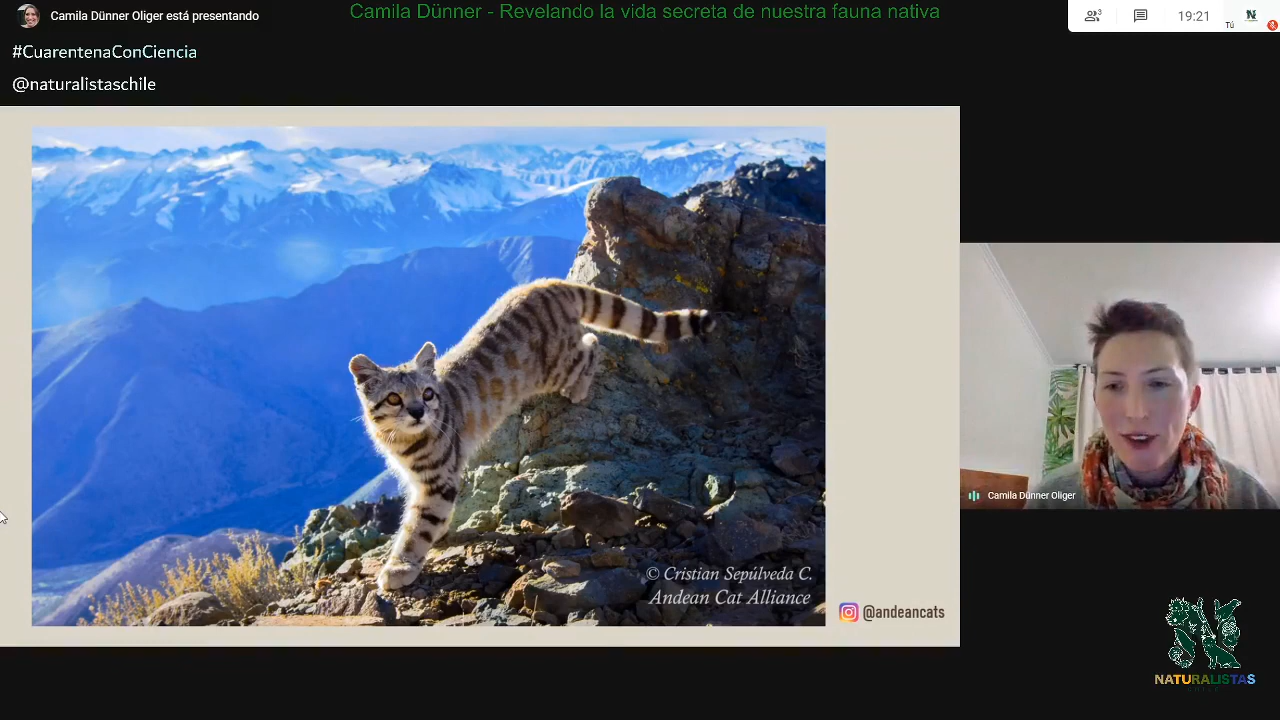 Camila Dünner Oliger está presentando
Camila Dünner - Revelando la vida secreta de nuestra fauna nativa
3
19:21
Tú
#CuarentenaConCiencia
@naturalistaschile
Camila Dünner Oliger
© Cristian Sepúlveda C.
Andean Cat Alliance
@andeancats
NATURALISTAS